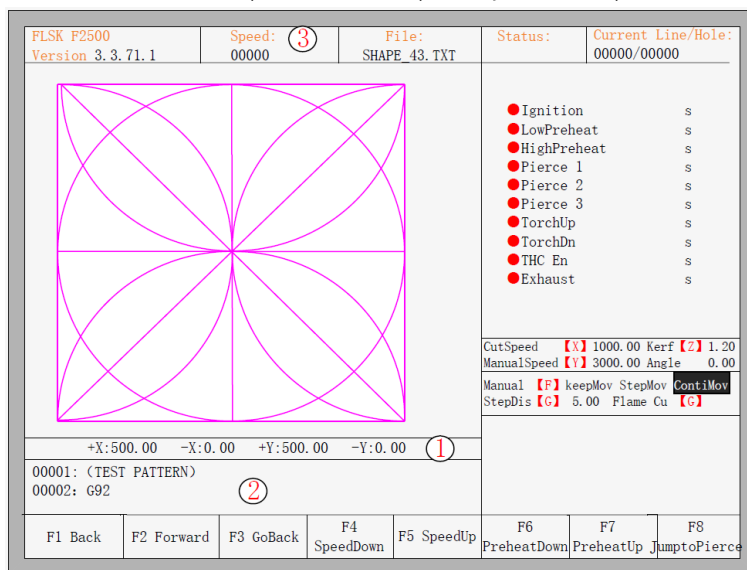 FLSK F2500 Speed: ③ File: Status: Current Line/Hole:
Version 3.3.71.1 00000 SHAPE_43.TXT 00000/00000
Ignition s
LowPreheat s
HighPreheat s
Pierce 1 s
Pierce 2 s
Pierce 3 s
TorchUp s
TorchDn s
THC En s
Exhaust s
CutSpeed 【X】 1000.00 Kerf 【Z】 1.20
ManualSpeed 【Y】 3000.00 Angle 0.00
Manual 【F】 keepMov StepMov ContiMov
StepDis 【G】 5.00 Flame Cu 【G】
+X:500.00 -X:0.00 +Y:500.00 -Y:0.00 ①
00001: (TEST PATTERN)
00002: G92 ②
F1 Back F2 Forward F3 GoBack F4 SpeedDown F5 SpeedUp F6 PreheatDown F7 PreheatUp F8 JumptoPierce